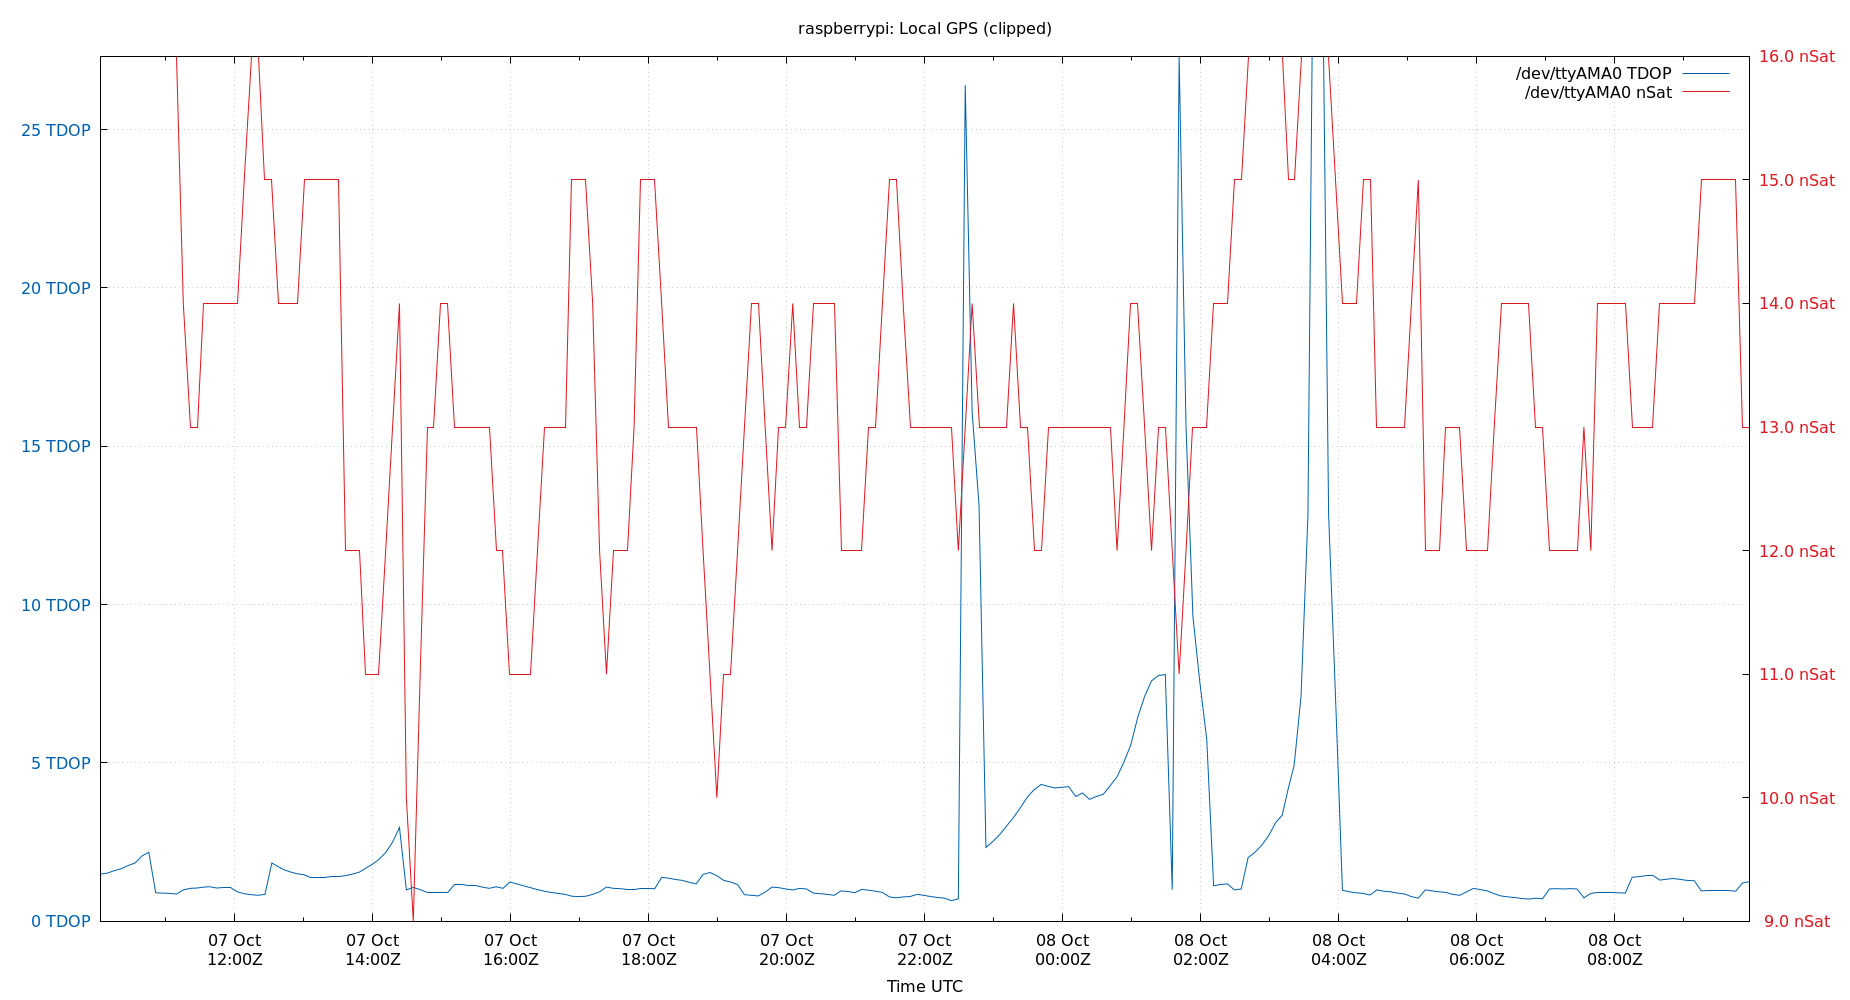 raspberrypi: Local GPS (clipped)
/dev/ttyAMA0 TDOP
/dev/ttyAMA0 nSat
25 TDOP
20 TDOP
15 TDOP
10 TDOP
5 TDOP
0 TDOP
16.0 nSat
15.0 nSat
14.0 nSat
13.0 nSat
12.0 nSat
11.0 nSat
10.0 nSat
9.0 nSat
07 Oct
12:00Z
07 Oct
14:00Z
07 Oct
16:00Z
07 Oct
18:00Z
07 Oct
20:00Z
07 Oct
22:00Z
08 Oct
00:00Z
08 Oct
02:00Z
08 Oct
04:00Z
08 Oct
06:00Z
08 Oct
08:00Z
Time UTC